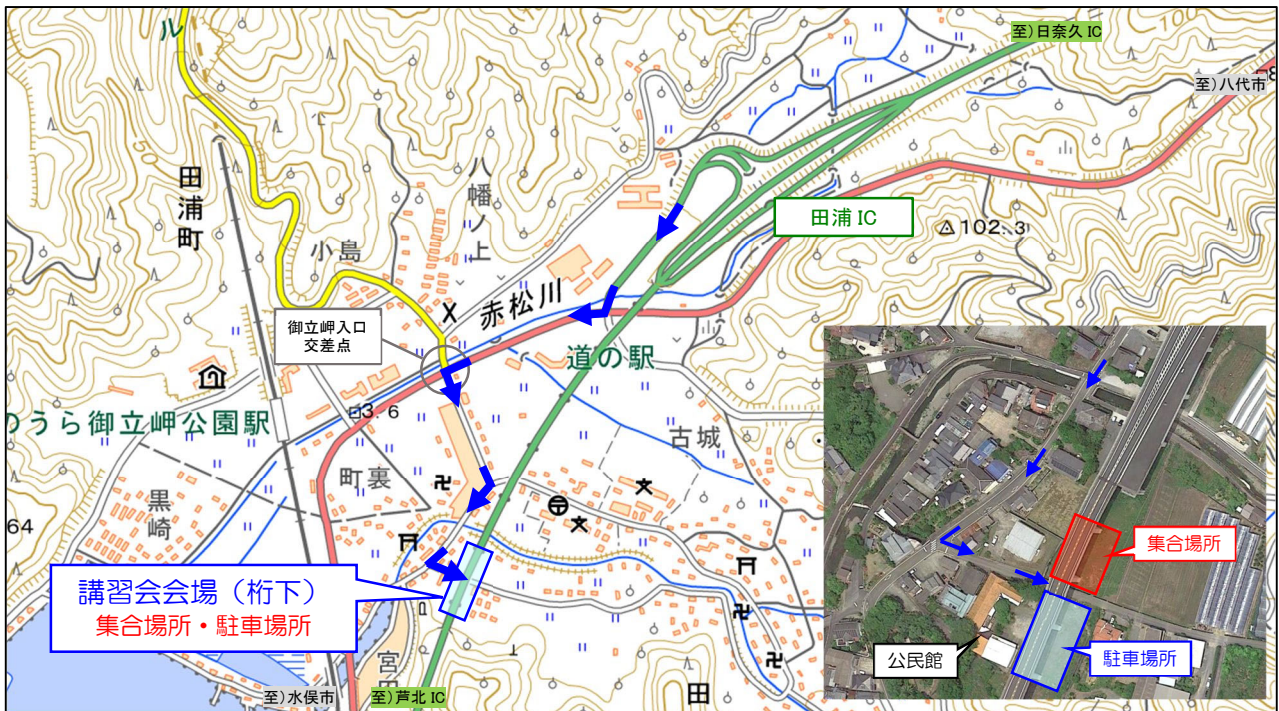 至)日奈久 IC
至)八代市
ル
50
100
田浦町
八幡ノ上
小島
田浦 IC
102.3
赤松川
御立岬入口
交差点
道の駅
3.6
のうら御立岬公園駅
古城
町裏
黒崎
64
集合場所
講習会会場（桁下）
集合場所・駐車場所
P
公民館
駐車場所
宮
田
至)水俣市
至)芦北 IC